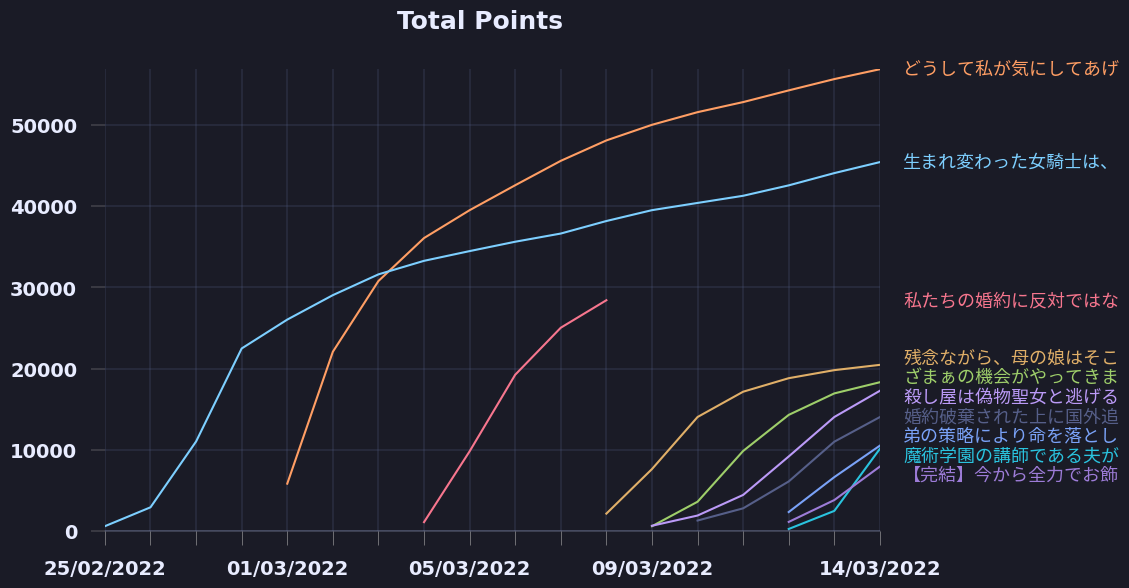 Total Points
どうして私が気にしてあげ
50000
生まれ変わった女騎士は、
40000
30000
私たちの婚約に反対ではな
残念ながら、母の娘はそこ
20000
ざまぁの機会がやってきま
殺し屋は偽物聖女と逃げる
婚約破棄された上に国外追
弟の策略により命を落とし
10000
魔術学園の講師である夫が
【完結】今から全力でお飾
0
25/02/2022 01/03/2022 05/03/2022 09/03/2022 14/03/2022